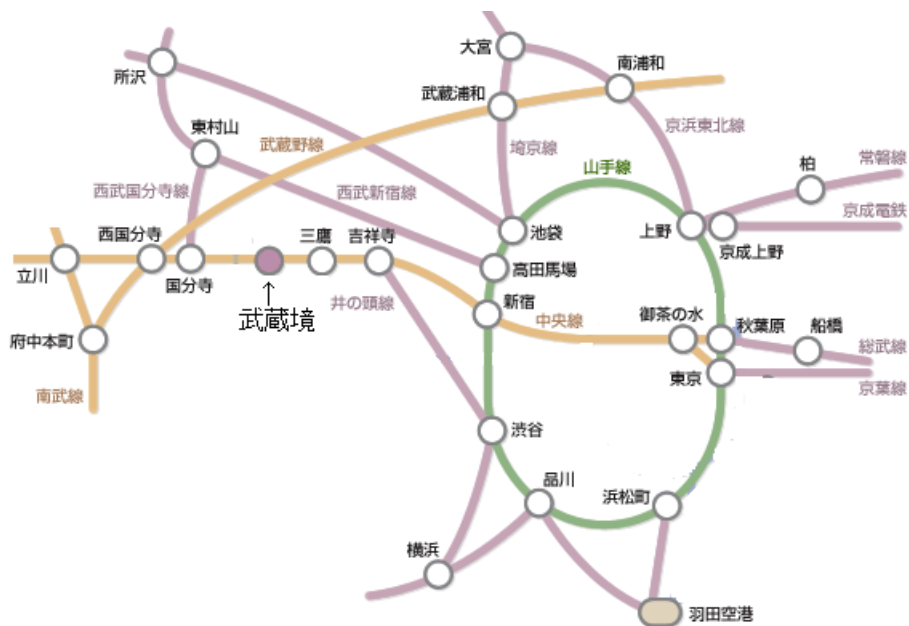 大宮
南浦和
所沢
武蔵浦和
京浜東北線
東村山
武蔵野線
埼京線
山手線
柏
常磐線
西武国分寺線
西武新宿線
京成電鉄
西国分寺
三鷹
吉祥寺
池袋
上野
京成上野
立川
国分寺
高田馬場
↑
井の頭線
新宿
武蔵境
中央線
御茶の水
秋葉原
船橋
府中本町
総武線
東京
京葉線
南武線
渋谷
品川
浜松町
横浜
羽田空港